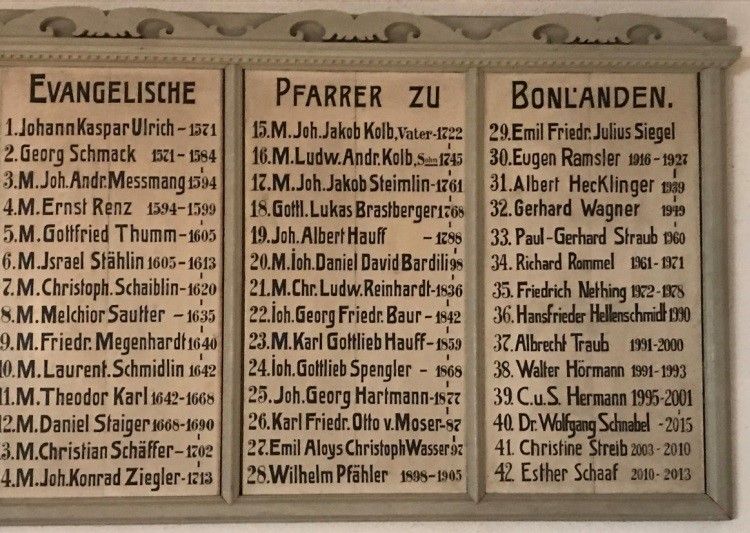 EVANGELISCHE
1. Johann Kaspar Ulrich - 1571
2. Georg Schmack 1571 - 1584
3. M. Joh. Andr. Messmang 1594
4. M. Ernst Renz 1594 - 1599
5. M. Gottfried Thumm - 1605
6. M. Jsrael Stählin 1605 - 1613
7. M. Christoph. Schaiblin - 1620
8. M. Melchior Sautter - 1635
9. M. Friedr. Megenhardt 1640
10. M. Laurent. Schmidlin 1642
11. M. Theodor Karl 1642 - 1668
12. M. Daniel Staiger 1668 - 1690
13. M. Christian Schäffer - 1702
4. M. Joh. Konrad Ziegler - 1713
PFARRER ZU
15. M. Joh. Jakob Kolb, Vater - 1722
16. M. Ludw. Andr. Kolb, Sohn 1745
17. M. Joh. Jakob Steimlin - 1761
18. Gottl. Lukas Brastberger 1768
19. Joh. Albert Hauff - 1788
20. M. Joh. Daniel David Bardili 98
21. M. Chr. Ludw. Reinhardt - 1836
22. Joh. Georg Friedr. Baur - 1842
23. M. Karl Gottlieb Hauff - 1859
24. Joh. Gottlieb Spengler - 1868
25. Joh. Georg Hartmann - 1877
26. Karl Friedr. Otto v. Moser - 87
27. Emil Aloys Christoph Wasser 97
28. Wilhelm Pfähler 1898 - 1905
BONLANDEN.
29. Emil Friedr. Julius Siegel
30. Eugen Ramsler 1916 - 1927
31. Albert HecKlinger 1939
32. Gerhard Wagner 1949
33. Paul-Gerhard Straub 1960
34. Richard Rommel 1961 - 1971
35. Friedrich Nething 1972 - 1978
36. Hansfrieder Hellenschmidt 1990
37. Albrecht Traub 1991 - 2000
38. Walter Hörmann 1991 - 1993
39. C. u. S. Hermann 1995 - 2001
40. Dr. Wolfgang Schnabel - 2015
41. Christine Streib 2003 - 2010
42 Esther Schaaf 2010 - 2013